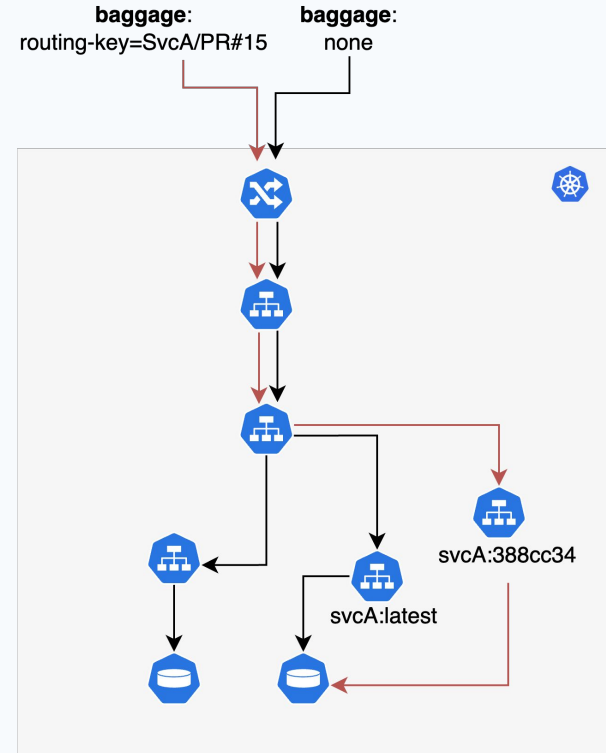 baggage:
routing-key=SvcA/PR#15
baggage:
none
svcA:388cc34
svcA:latest